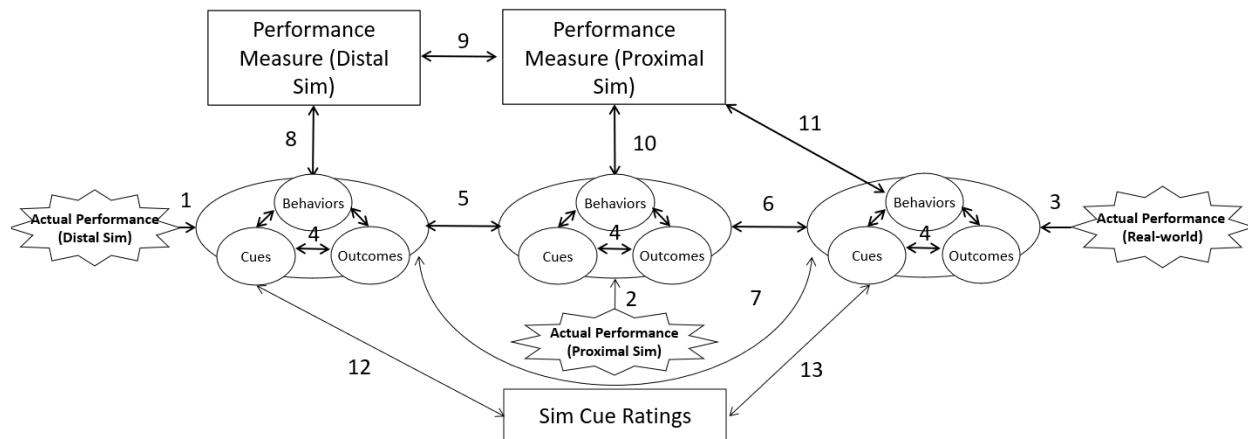 Performance
Measure (Distal
Sim)
9
Performance
Measure (Proximal
Sim)
8
10
11
1
Actual Performance
(Distal Sim)
Behaviors
4
Cues
Outcomes
5
Behaviors
4
Cues
Outcomes
6
Behaviors
4
Cues
Outcomes
3
Actual Performance
(Real-world)
2
7
Actual Performance
(Proximal Sim)
12
13
Sim Cue Ratings